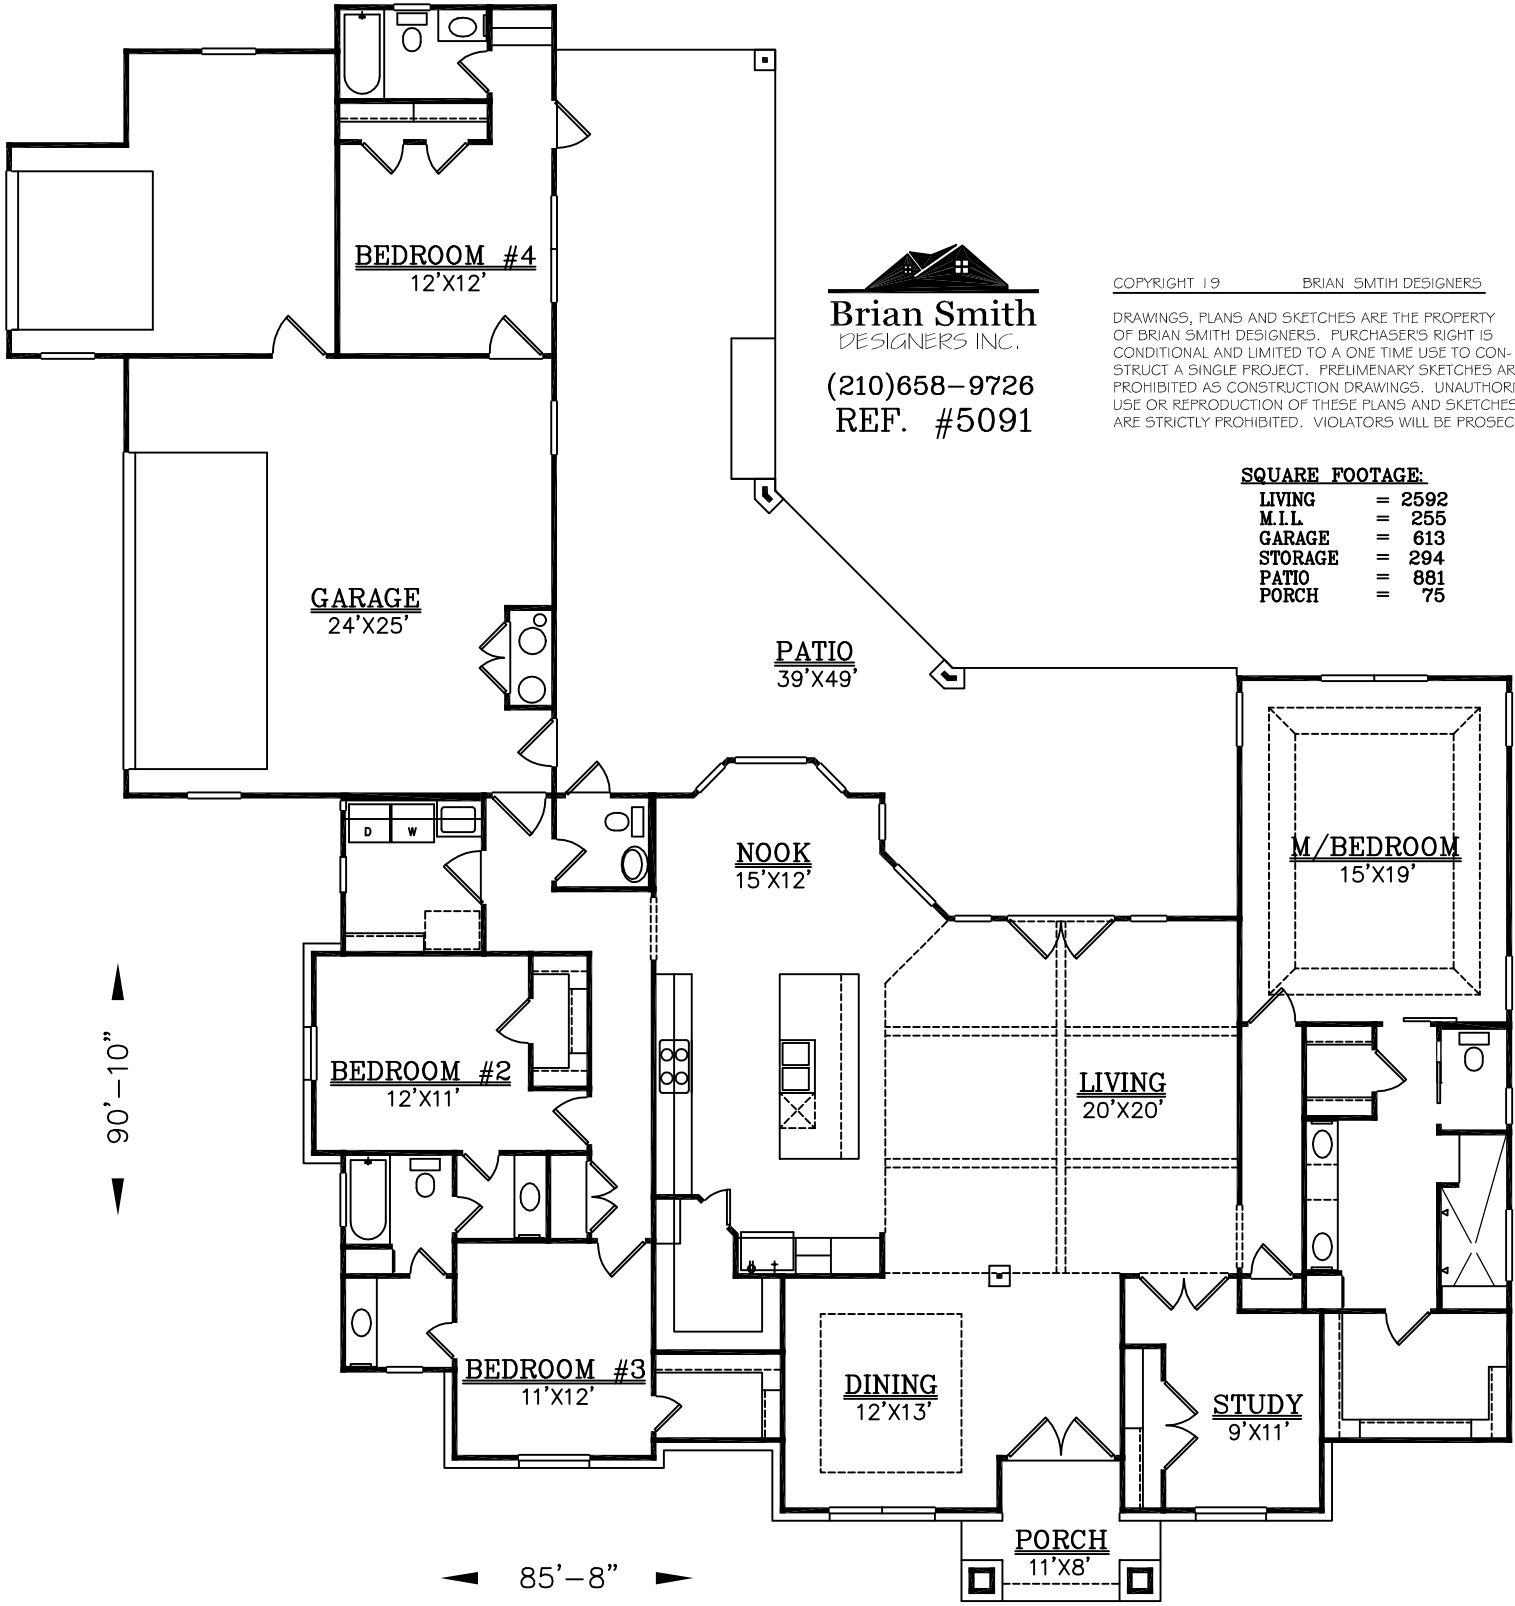 BEDROOM #4
12'X12'
Brian Smith
DESIGNERS INC.
(210)658-9726
REF. #5091
COPYRIGHT 19 BRIAN SMTIH DESIGNERS
DRAWINGS, PLANS AND SKETCHES ARE THE PROPERTY
OF BRIAN SMITH DESIGNERS. PURCHASER'S RIGHT IS
CONDITIONAL AND LIMITED TO A ONE TIME USE TO CON-
STRUCT A SINGLE PROJECT. PRELIMENARY SKETCHES AR
PROHIBITED AS CONSTRUCTION DRAWINGS. UNAUTHORI
USE OR REPRODUCTION OF THESE PLANS AND SKETCHES
ARE STRICTLY PROHIBITED. VIOLATORS WILL BE PROSEC
SQUARE FOOTAGE:
LIVING = 2592
M.I.L. = 255
GARAGE = 613
STORAGE = 294
PATIO = 881
PORCH = 75
GARAGE
24'X25'
PATIO
39'X49'
D W
NOOK
15'X12'
M/BEDROOM
15'X19'
90'-10"
BEDROOM #2
12'X11'
LIVING
20'X20'
BEDROOM #3
11'X12'
DINING
12'X13'
STUDY
9'X11'
PORCH
11'X8'
85'-8"